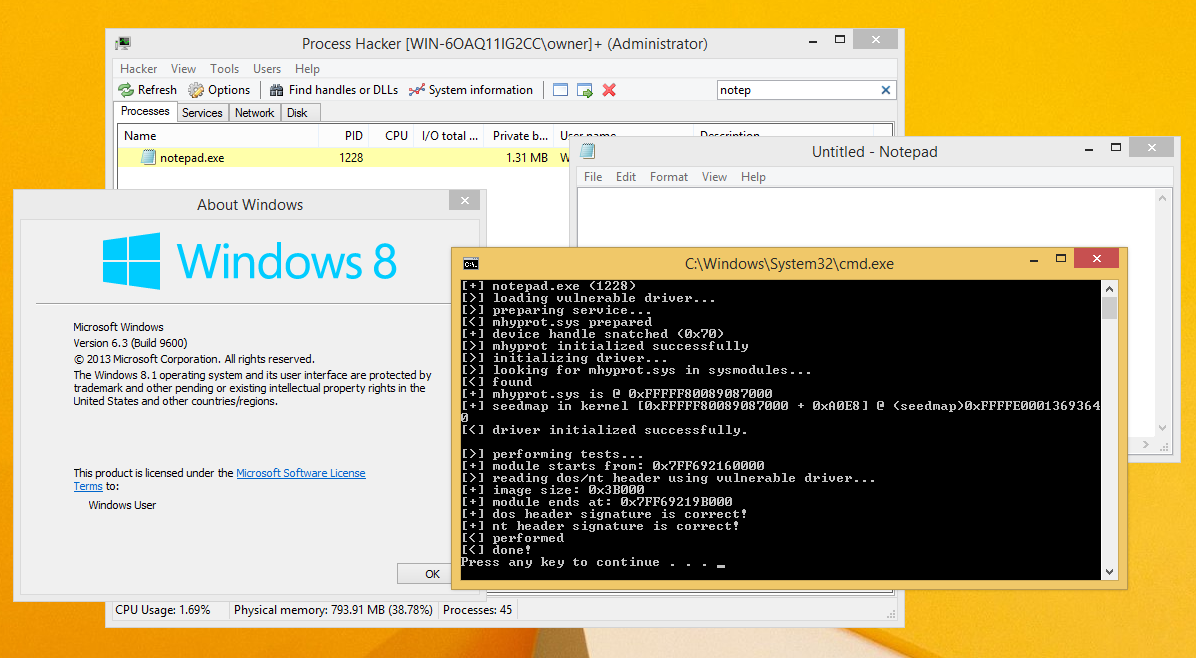 Process Hacker [WIN-6OAQ11IG2CC\owner]+ (Administrator)
Hacker View Tools Users Help
Refresh Options Find handles or DLLs System information notep
Processes Services Network Disk
Name PID CPU I/O total ... Private b... User name Description
notepad.exe 1228 1.31 MB W
Untitled - Notepad
File Edit Format View Help
About Windows
Windows 8
Microsoft Windows
Version 6.3 (Build 9600)
© 2013 Microsoft Corporation. All rights reserved.
The Windows 8.1 operating system and its user interface are protected by
trademark and other pending or existing intellectual property rights in the
United States and other countries/regions.
This product is licensed under the Microsoft Software License
Terms to:
Windows User
OK
C:\Windows\System32\cmd.exe
[+] notepad.exe (1228)
[>] loading vulnerable driver...
[>] preparing service...
[<] mhyprot.sys prepared
[+] device handle snatched (0x70)
[>] mhyprot initialized successfully
[>] initializing driver...
[>] looking for mhyprot.sys in sysmodules...
[<] found
[+] mhyprot.sys is @ 0xFFFFF80089087000
[+] seedmap in kernel [0xFFFFF80089087000 + 0xA0E8] @ (seedmap)0xFFFFE0001369364
0
[<] driver initialized successfully.
[>] performing tests...
[+] module starts from: 0x7FF692160000
[>] reading dos/nt header using vulnerable driver...
[+] image size: 0x3B000
[+] module ends at: 0x7FF69219B000
[+] dos header signature is correct!
[+] nt header signature is correct!
[<] performed
[<] done!
Press any key to continue . . . _
CPU Usage: 1.69% Physical memory: 793.91 MB (38.78%) Processes: 45